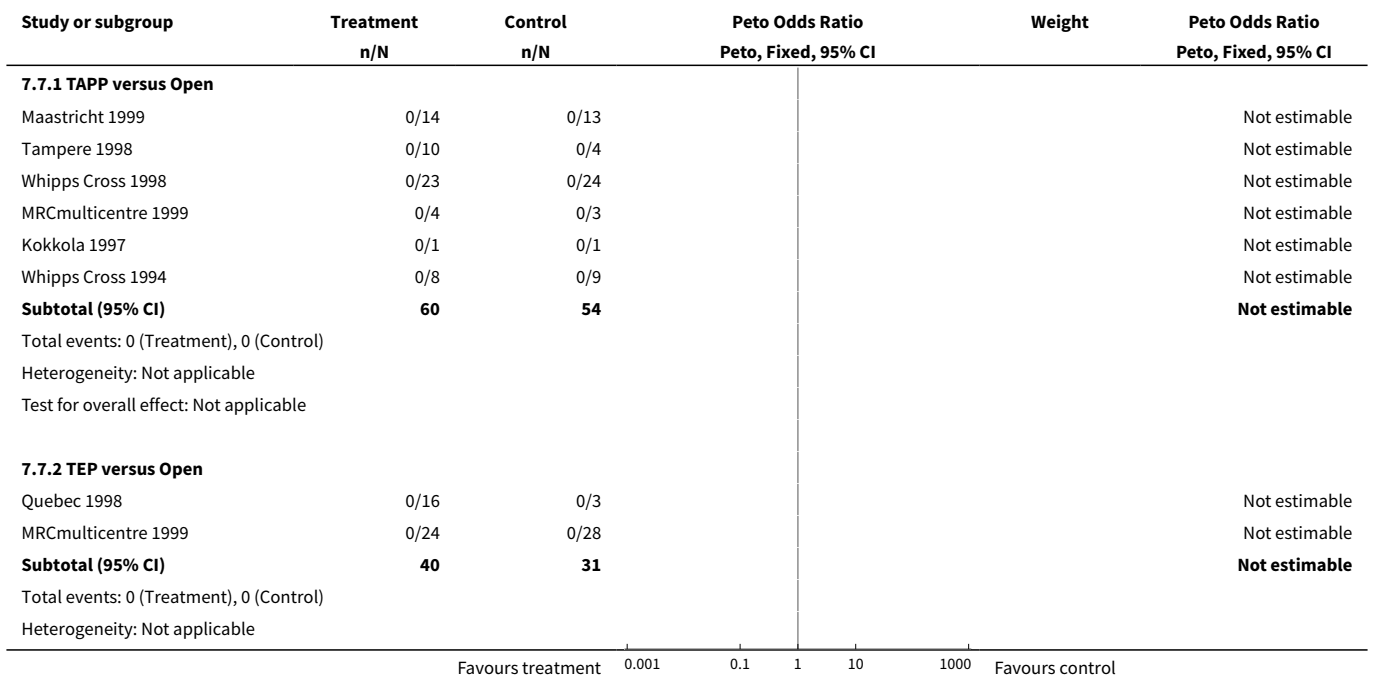 Study or subgroup Treatment Control Peto Odds Ratio Weight Peto Odds Ratio
n/N n/N Peto, Fixed, 95% CI Peto, Fixed, 95% CI
7.7.1 TAPP versus Open
Maastricht 1999 0/14 0/13 Not estimable
Tampere 1998 0/10 0/4 Not estimable
Whipps Cross 1998 0/23 0/24 Not estimable
MRCmulticentre 1999 0/4 0/3 Not estimable
Kokkola 1997 0/1 0/1 Not estimable
Whipps Cross 1994 0/8 0/9 Not estimable
Subtotal (95% CI) 60 54 Not estimable
Total events: 0 (Treatment), 0 (Control)
Heterogeneity: Not applicable
Test for overall effect: Not applicable
7.7.2 TEP versus Open
Quebec 1998 0/16 0/3 Not estimable
MRCmulticentre 1999 0/24 0/28 Not estimable
Subtotal (95% CI) 40 31 Not estimable
Total events: 0 (Treatment), 0 (Control)
Heterogeneity: Not applicable
Favours treatment 0.001 0.1 1 10 1000 Favours control